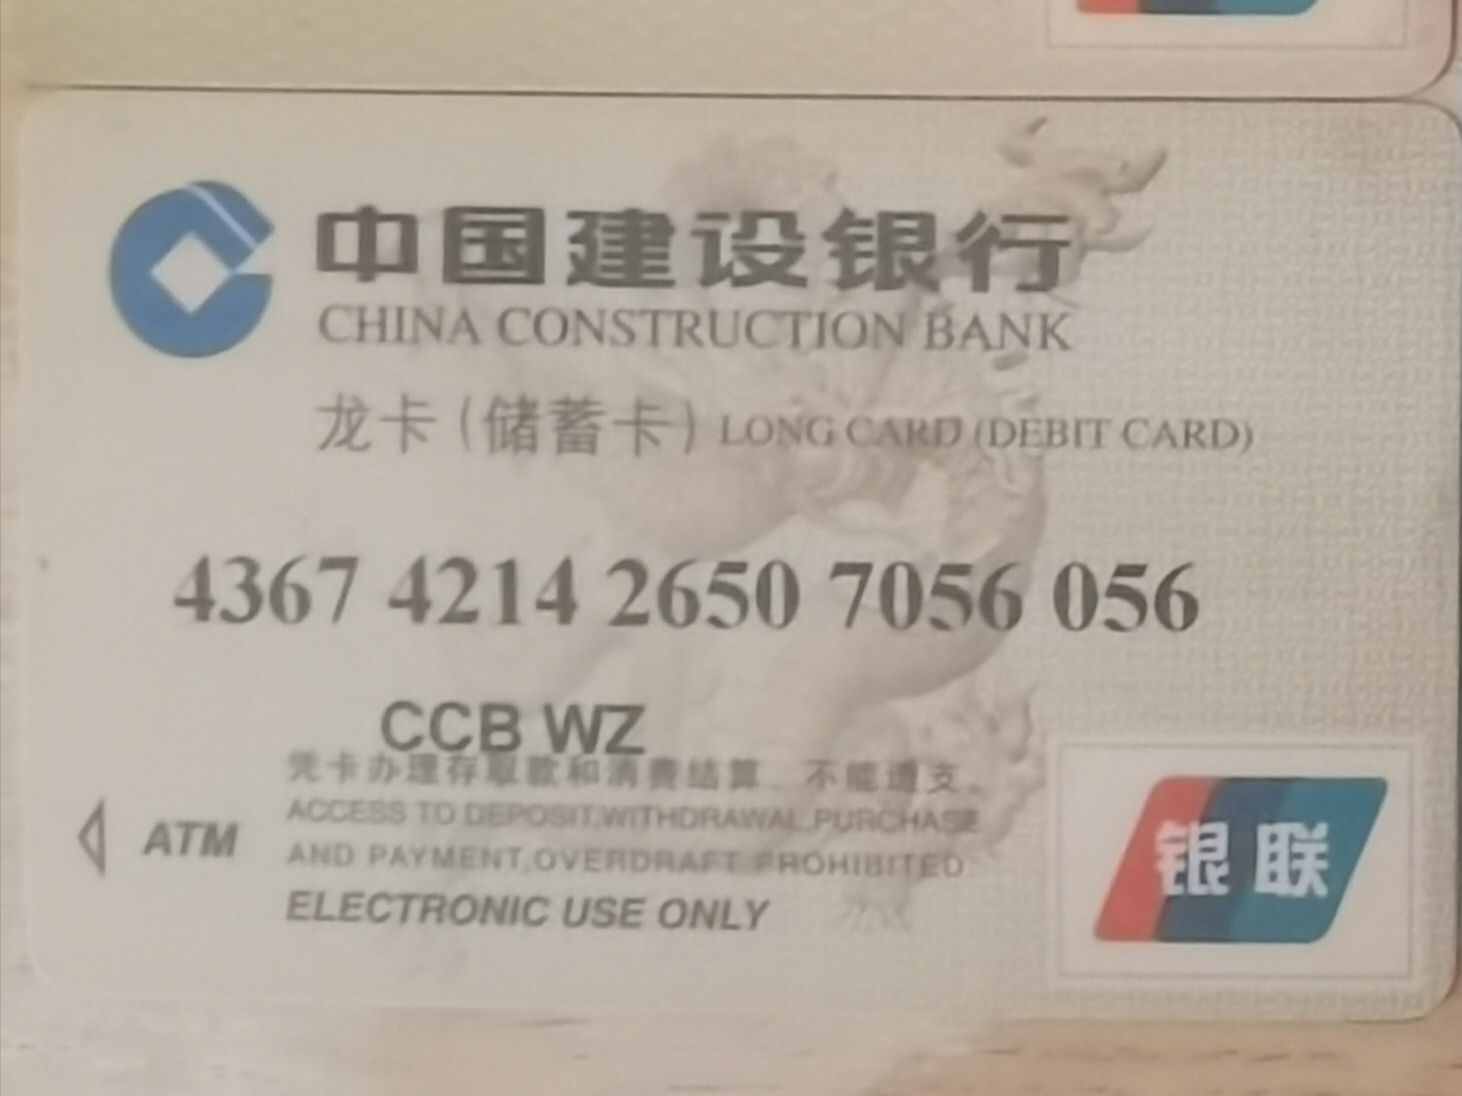 中国建设银行
CHINA CONSTRUCTION BANK
龙卡(储蓄卡) LONG CARD (DEBIT CARD)
4367 4214 2650 7056 056
CCB WZ
凭卡办理存取款和消费结算 不能透支。
ACCESS TO DEPOSIT,WITHDRAWAL,PURCHASE
ATM
AND PAYMENT,OVERDRAFT PROHIBITED
ELECTRONIC USE ONLY
银联